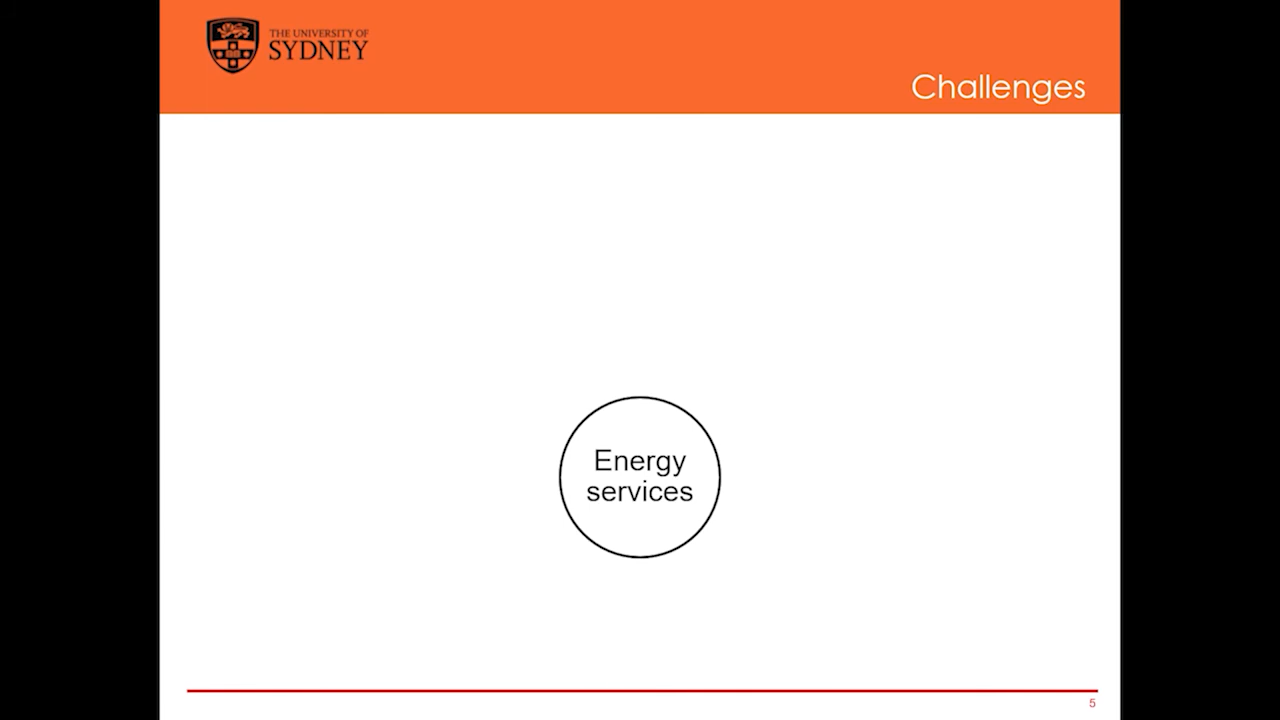 THE UNIVERSITY OF
SYDNEY
Challenges
Energy
services
5